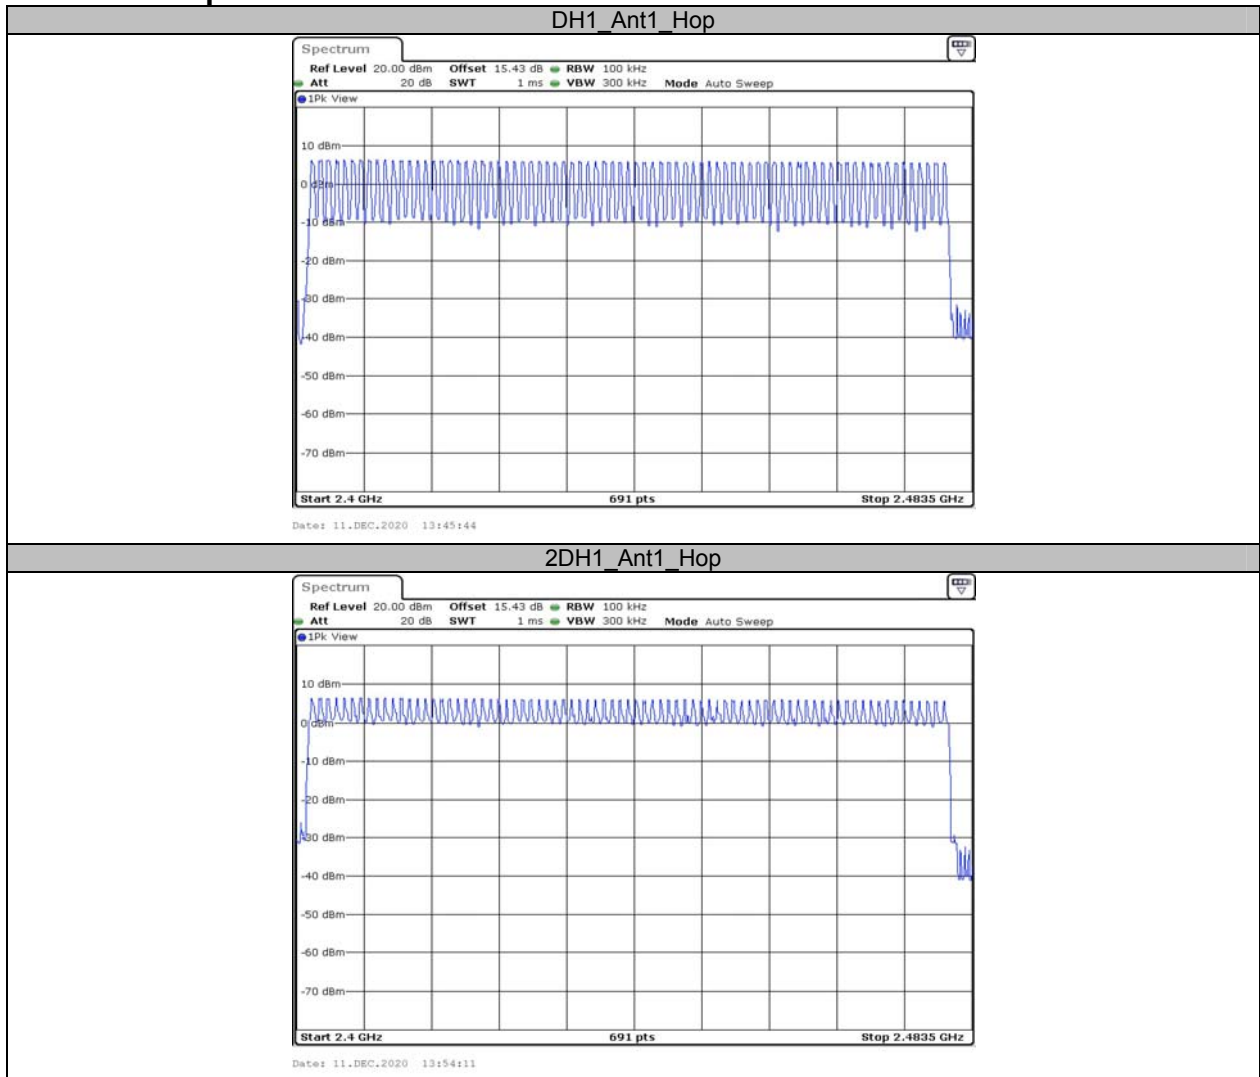 DH1_Ant1_Hop
Spectrum
Ref Level 20.00 dBm Offset 15.43 dB RBW 100 kHz
Att 20 dB SWT 1 ms VBW 300 kHz Mode Auto Sweep
1Pk View
10 dBm
0 dBm
-10 dBm
-20 dBm
-30 dBm
-40 dBm
-50 dBm
-60 dBm
-70 dBm
Start 2.4 GHz 691 pts Stop 2.4835 GHz
Date: 11.DEC.2020 13:45:44
2DH1_Ant1_Hop
Spectrum
Ref Level 20.00 dBm Offset 15.43 dB RBW 100 kHz
Att 20 dB SWT 1 ms VBW 300 kHz Mode Auto Sweep
1Pk View
10 dBm
0 dBm
-10 dBm
-20 dBm
-30 dBm
-40 dBm
-50 dBm
-60 dBm
-70 dBm
Start 2.4 GHz 691 pts Stop 2.4835 GHz
Date: 11.DEC.2020 13:54:11